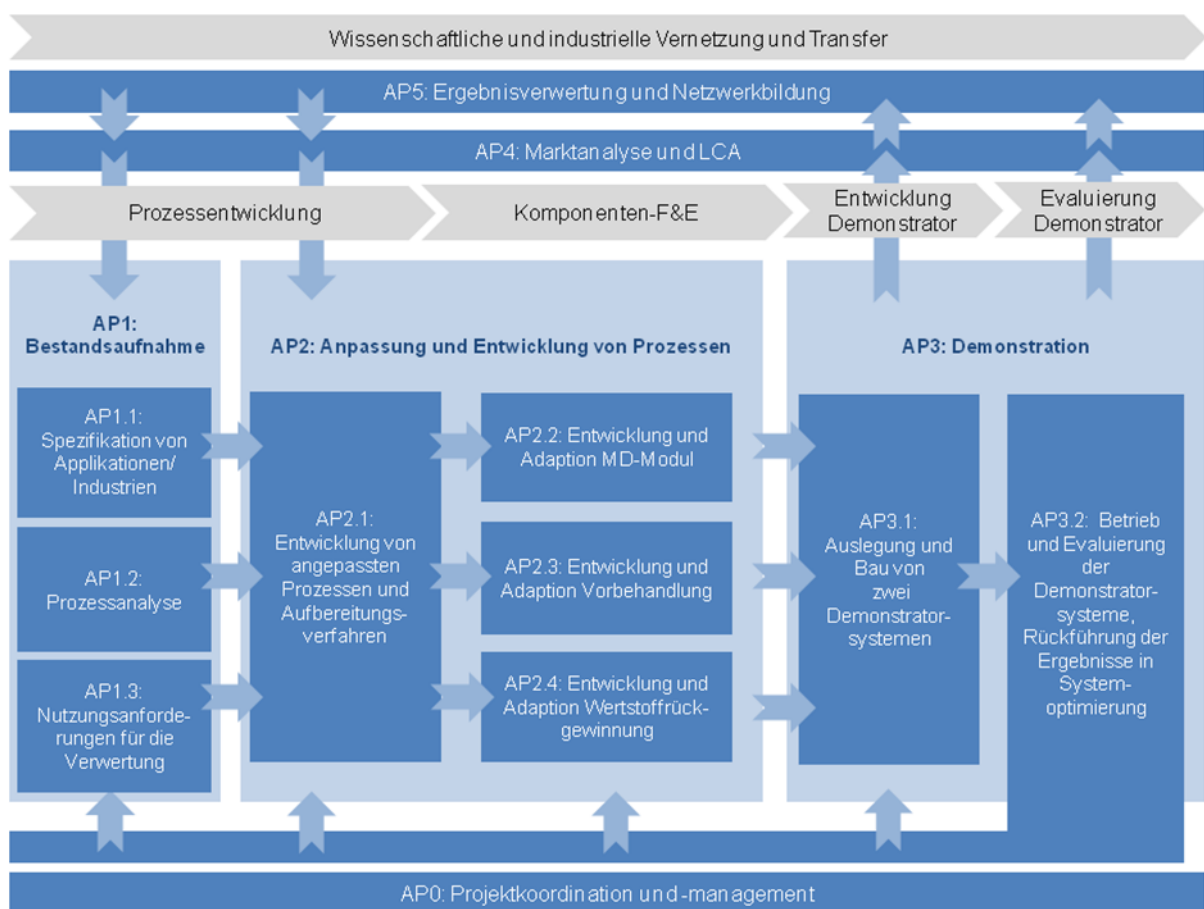 Wissenschaftliche und industrielle Vernetzung und Transfer
AP5: Ergebnisverwertung und Netzwerkbildung
AP4: Marktanalyse und LCA
Prozessentwicklung
Komponenten-F&E
Entwicklung
Demonstrator
Evaluierung
Demonstrator
AP1:
Bestandsaufnahme
AP2: Anpassung und Entwicklung von Prozessen
AP3: Demonstration
AP1.1:
Spezifikation von
Applikationen/
Industrien
AP1.2:
Prozessanalyse
AP1.3:
Nutzungsanforde-
rungen für die
Verwertung
AP2.1:
Entwicklung von
angepassten
Prozessen und
Aufbereitungs-
verfahren
AP2.2: Entwicklung und
Adaption MD-Modul
AP2.3: Entwicklung und
Adaption Vorbehandlung
AP2.4: Entwicklung und
Adaption Wertstoffrück-
gewinnung
AP3.1:
Auslegung und
Bau von
zwei
Demonstrator-
systemen
AP3.2: Betrieb
und Evaluierung
der
Demonstrator-
systeme,
Rückführung der
Ergebnisse in
System-
optimierung
AP0: Projektkoordination und -management